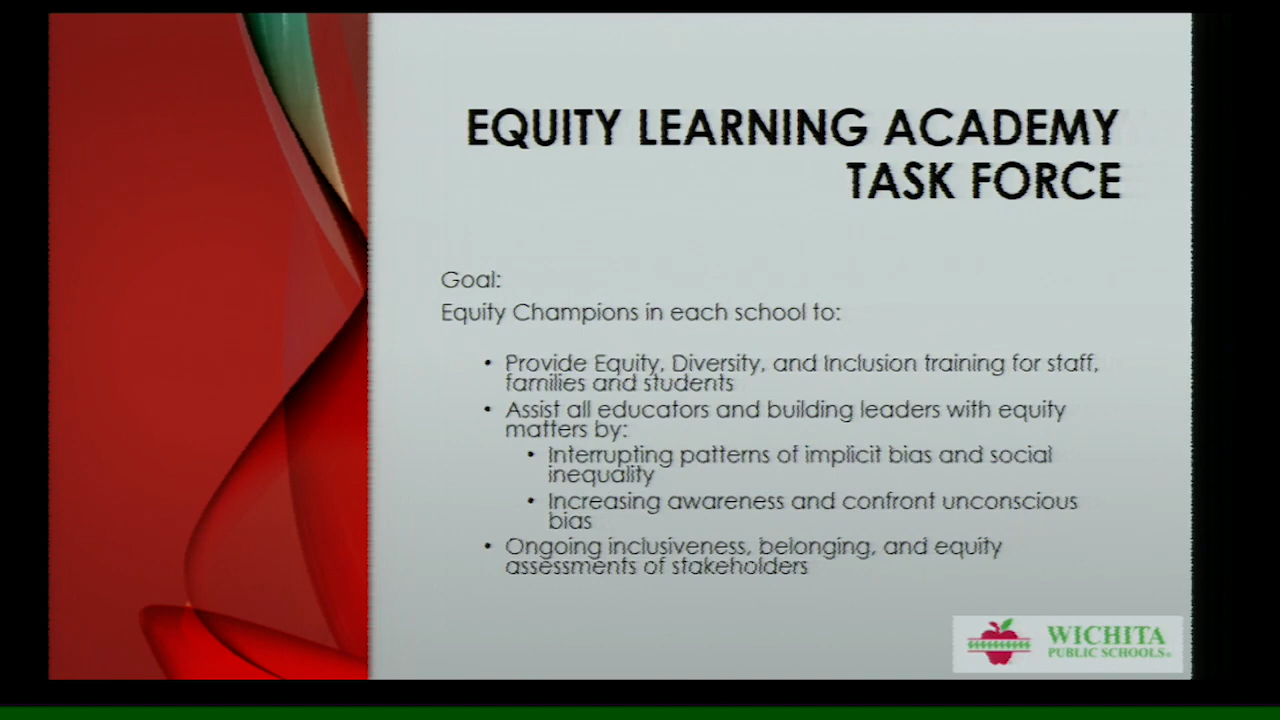 EQUITY LEARNING ACADEMY
TASK FORCE
Goal:
Equity Champions in each school to:
• Provide Equity, Diversity, and Inclusion training for staff,
families and students
• Assist all educators and building leaders with equity
matters by:
• Interrupting patterns of implicit bias and social
inequality
• Increasing awareness and confront unconscious
bias
• Ongoing inclusiveness, belonging, and equity
assessments of stakeholders
WICHITA
PUBLIC SCHOOLS